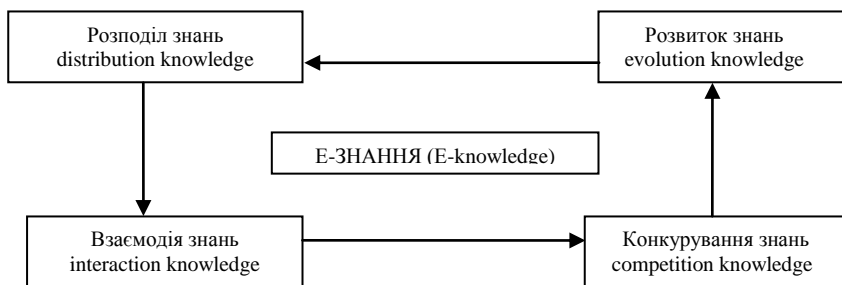 Розподіл знань
distribution knowledge
Розвиток знань
evolution knowledge
Е-ЗНАННЯ (E-knowledge)
Взаємодія знань
interaction knowledge
Конкурування знань
competition knowledge